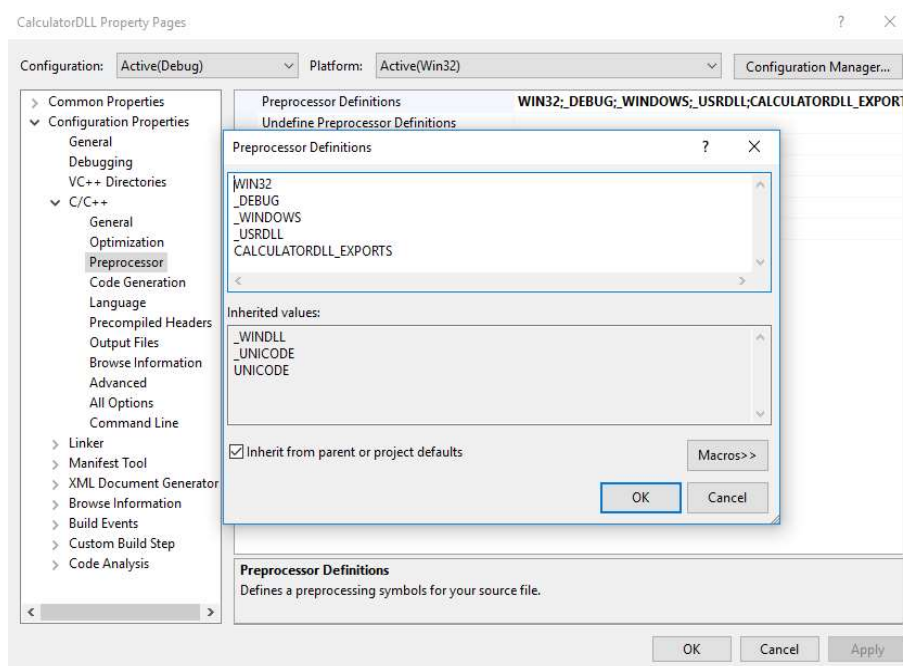 CalculatorDLL Property Pages
Configuration: Active(Debug) Platform: Active(Win32) Configuration Manager...
Common Properties
Configuration Properties
General
Debugging
VC++ Directories
C/C++
General
Optimization
Preprocessor
Code Generation
Language
Precompiled Headers
Output Files
Browse Information
Advanced
All Options
Command Line
Linker
Manifest Tool
XML Document Generator
Browse Information
Build Events
Custom Build Step
Code Analysis
Preprocessor Definitions WIN32;_DEBUG;_WINDOWS;_USRDLL;CALCULATORDLL_EXPORT
Undefine Preprocessor Definitions
Preprocessor Definitions
WIN32
_DEBUG
_WINDOWS
_USRDLL
CALCULATORDLL_EXPORTS
Inherited values:
_WINDLL
_UNICODE
UNICODE
Inherit from parent or project defaults
Macros>>
OK Cancel
Preprocessor Definitions
Defines a preprocessing symbols for your source file.
OK Cancel Apply